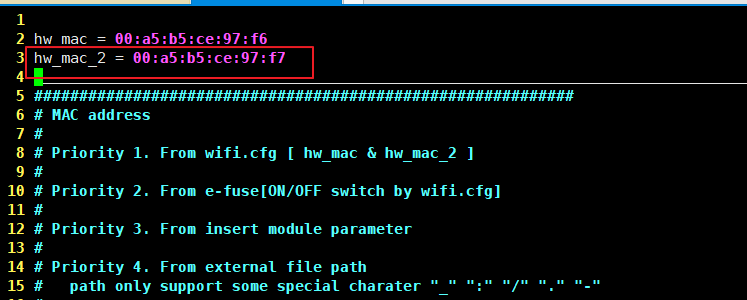 1
2 hw_mac = 00:a5:b5:ce:97:f6
3 hw_mac_2 = 00:a5:b5:ce:97:f7
4
5 ############################################################
6 # MAC address
7 #
8 # Priority 1. From wifi.cfg [ hw_mac & hw_mac_2 ]
9 #
10 # Priority 2. From e-fuse[ON/OFF switch by wifi.cfg]
11 #
12 # Priority 3. From insert module parameter
13 #
14 # Priority 4. From external file path
15 #   path only support some special charater "_" ":" "/" "." "-"